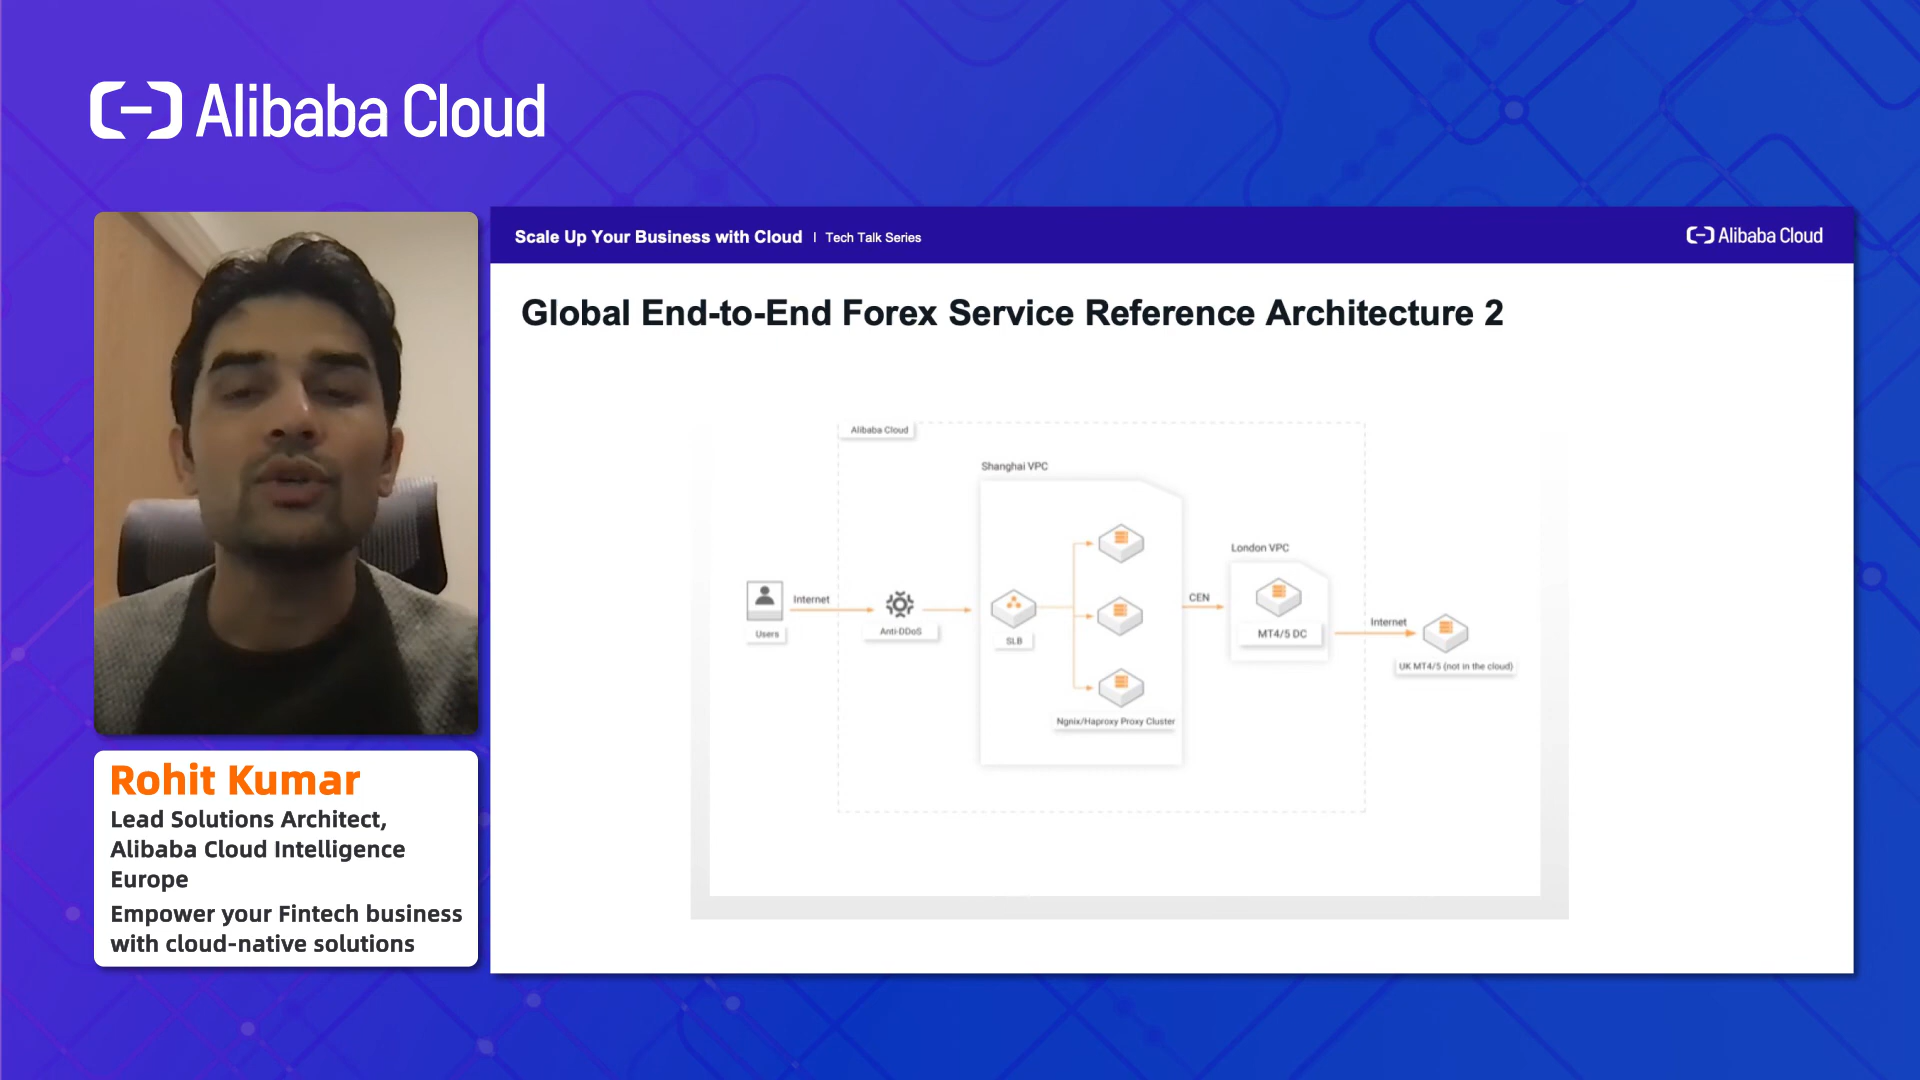 Alibaba Cloud
Scale Up Your Business with Cloud | Tech Talk Series
Alibaba Cloud
Global End-to-End Forex Service Reference Architecture 2
Alibaba Cloud
Shanghai VPC
London VPC
Internet
CEN
Users
Anti-DDoS
SLB
MT4/5 DC
Internet
UK MT4/5 (not in the cloud)
Ngnix/Haproxy Proxy Cluster
Rohit Kumar
Lead Solutions Architect,
Alibaba Cloud Intelligence
Europe
Empower your Fintech business
with cloud-native solutions